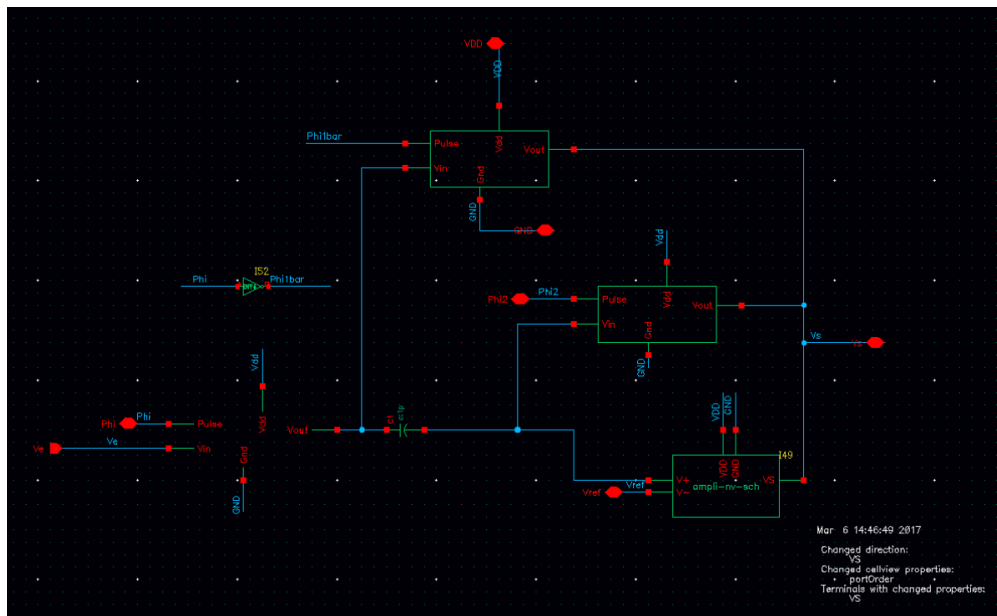 VDD
VDD
Phi1bar
Pulse
Vdd
Vout
Vin
Gnd
GND
GND
I52
Phi
Phi1bar
Vdd
Phi2
Phi2
Pulse
Vout
Vin
Gnd
GND
Vs
Vs
Vdd
Phi
Phi
Pulse
Vdd
Vout
C1
Ve
Ve
Vin
Gnd
GND
VDD
GND
I49
VDD
GND
V+
VS
ampli-nv-sch
Vref
Vref
V-
Mar 6 14:46:49 2017
Changed direction:
VS
Changed cellview properties:
portOrder
Terminals with changed properties:
VS